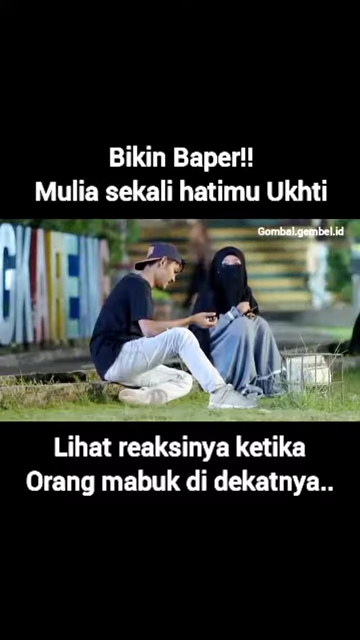 Bikin Baper!!
Mulia sekali hatimu Ukhti
Gombal.gembel.id
Lihat reaksinya ketika
Orang mabuk di dekatnya..